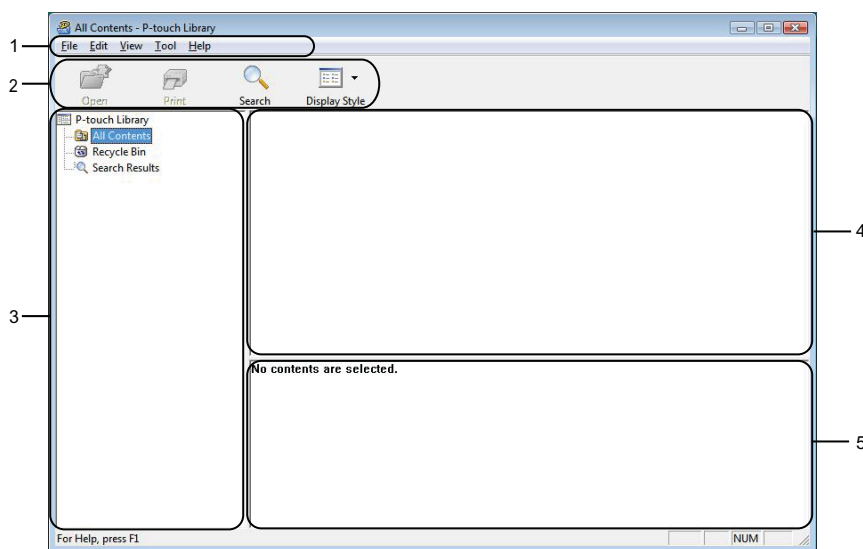 All Contents - P-touch Library
1
File Edit View Tool Help
2
Open Print Search Display Style
P-touch Library
All Contents
Recycle Bin
Search Results
3
4
No contents are selected.
5
For Help, press F1 NUM